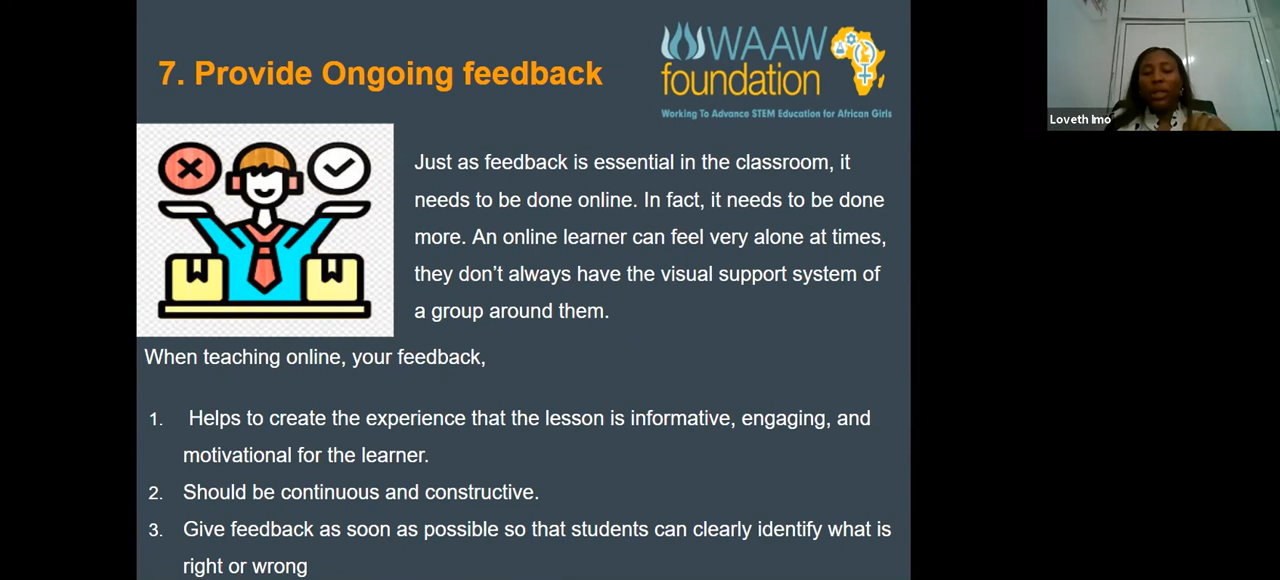 7. Provide Ongoing feedback
WAAW
foundation
Working To Advance STEM Education for African Girls
Loveth Imo
Just as feedback is essential in the classroom, it
needs to be done online. In fact, it needs to be done
more. An online learner can feel very alone at times,
they don’t always have the visual support system of
a group around them.
When teaching online, your feedback,
1. Helps to create the experience that the lesson is informative, engaging, and
motivational for the learner.
2. Should be continuous and constructive.
3. Give feedback as soon as possible so that students can clearly identify what is
right or wrong